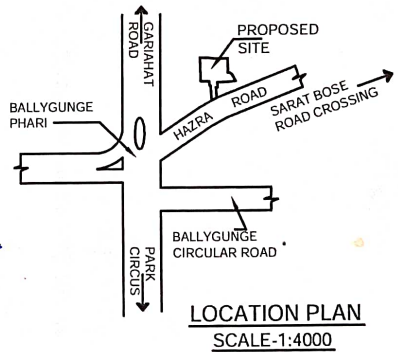 GARIAHAT
ROAD
PROPOSED
SITE
BALLYGUNGE
PHARI
HAZRA ROAD
SARAT BOSE
ROAD CROSSING
PARK
CIRCUS
BALLYGUNGE
CIRCULAR ROAD
LOCATION PLAN
SCALE-1:4000